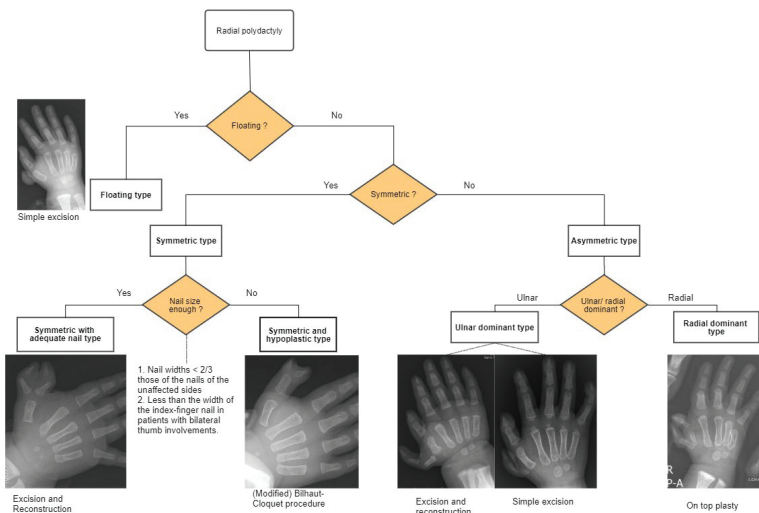 Radial polydactyly
Yes
Floating ?
No
Simple excision
Floating type
Yes
Symmetric ?
No
Symmetric type
Asymmetric type
Yes
Nail size
enough ?
No
Ulnar
Ulnar/ radial
dominant ?
Radial
Symmetric with
adequate nail type
Symmetric and
hypoplastic type
Ulnar dominant type
Radial dominant
type
1. Nail widths < 2/3
those of the nails of the
unaffected sides
2. Less than the width of
the index-finger nail in
patients with bilateral
thumb involvements.
R
P-A
Excision and
Reconstruction
(Modified) Bilhaut-
Cloquet procedure
Excision and
reconstruction
Simple excision
On top plasty